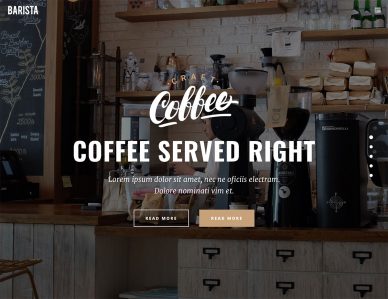 BARISTA
CRAFT
Coffee
COFFEE SERVED RIGHT
Lorem ipsum dolor sit amet, nec ne oficiis electram.
Dolore nominati vim et.
READ MORE
READ MORE